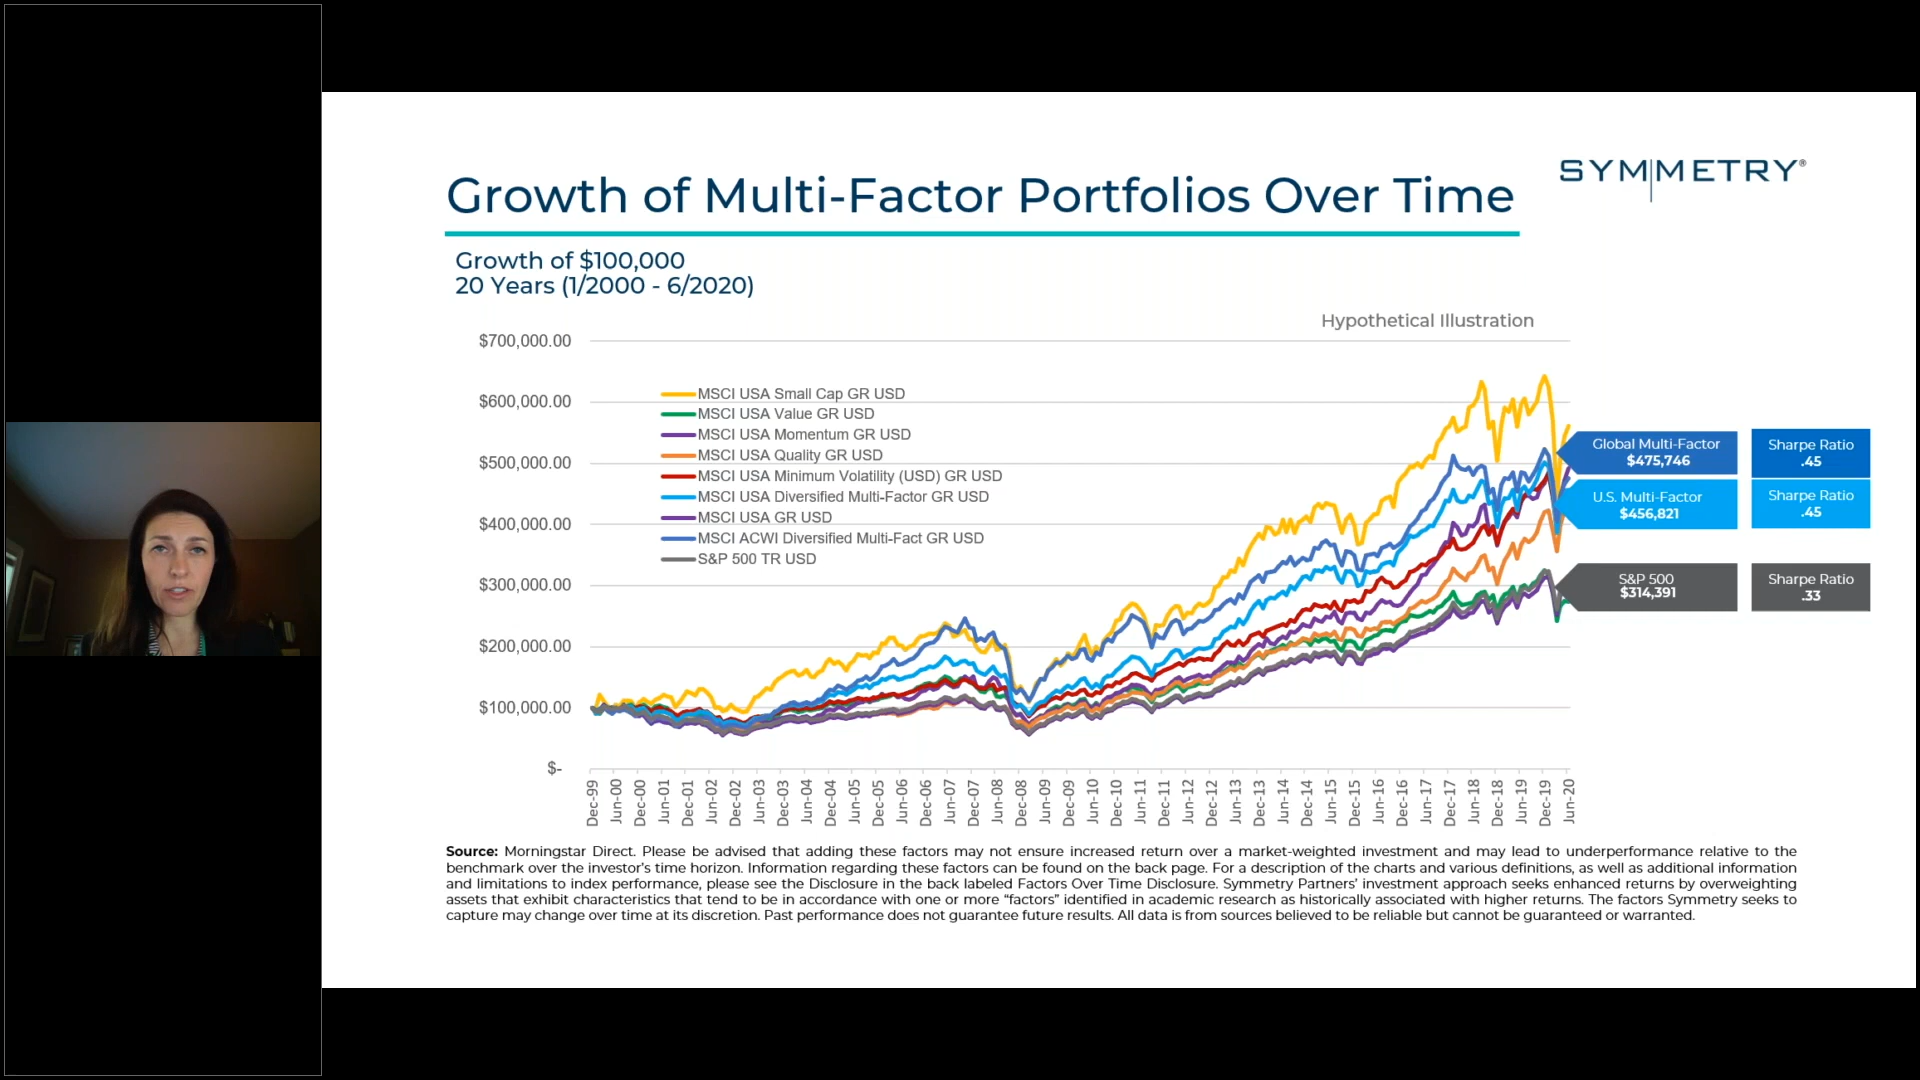 SYMMETRY®
Growth of Multi-Factor Portfolios Over Time
Growth of $100,000
20 Years (1/2000 - 6/2020)
Hypothetical Illustration
$700,000.00
$600,000.00
$500,000.00
$400,000.00
$300,000.00
$200,000.00
$100,000.00
$-
MSCI USA Small Cap GR USD
MSCI USA Value GR USD
MSCI USA Momentum GR USD
MSCI USA Quality GR USD
MSCI USA Minimum Volatility (USD) GR USD
MSCI USA Diversified Multi-Factor GR USD
MSCI USA GR USD
MSCI ACWI Diversified Multi-Fact GR USD
S&P 500 TR USD
Global Multi-Factor
$475,746
Sharpe Ratio
.45
U.S. Multi-Factor
$456,821
Sharpe Ratio
.45
S&P 500
$314,391
Sharpe Ratio
.33
Dec-99
Jun-00
Dec-00
Jun-01
Dec-01
Jun-02
Dec-02
Jun-03
Dec-03
Jun-04
Dec-04
Jun-05
Dec-05
Jun-06
Dec-06
Jun-07
Dec-07
Jun-08
Dec-08
Jun-09
Dec-09
Jun-10
Dec-10
Jun-11
Dec-11
Jun-12
Dec-12
Jun-13
Dec-13
Jun-14
Dec-14
Jun-15
Dec-15
Jun-16
Dec-16
Jun-17
Dec-17
Jun-18
Dec-18
Jun-19
Dec-19
Jun-20
Source: Morningstar Direct. Please be advised that adding these factors may not ensure increased return over a market-weighted investment and may lead to underperformance relative to the
benchmark over the investor's time horizon. Information regarding these factors can be found on the back page. For a description of the charts and various definitions, as well as additional information
and limitations to index performance, please see the Disclosure in the back labeled Factors Over Time Disclosure. Symmetry Partners' investment approach seeks enhanced returns by overweighting
assets that exhibit characteristics that tend to be in accordance with one or more “factors” identified in academic research as historically associated with higher returns. The factors Symmetry seeks to
capture may change over time at its discretion. Past performance does not guarantee future results. All data is from sources believed to be reliable but cannot be guaranteed or warranted.